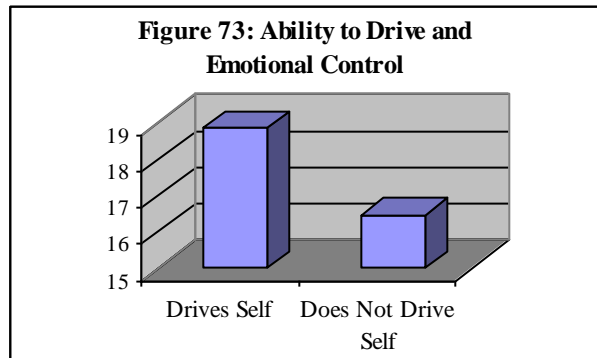 Figure 73: Ability to Drive and
Emotional Control
19
18
17
16
15
Drives Self
Does Not Drive
Self